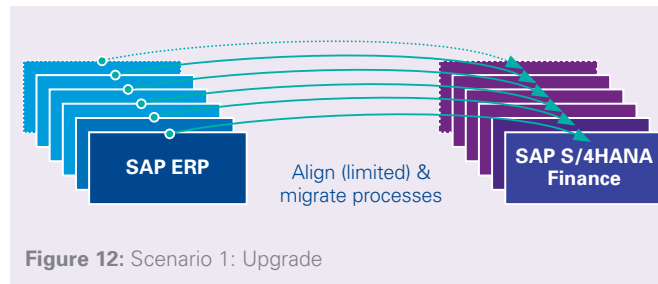 SAP ERP
Align (limited) &
migrate processes
SAP S/4HANA
Finance
Figure 12: Scenario 1: Upgrade